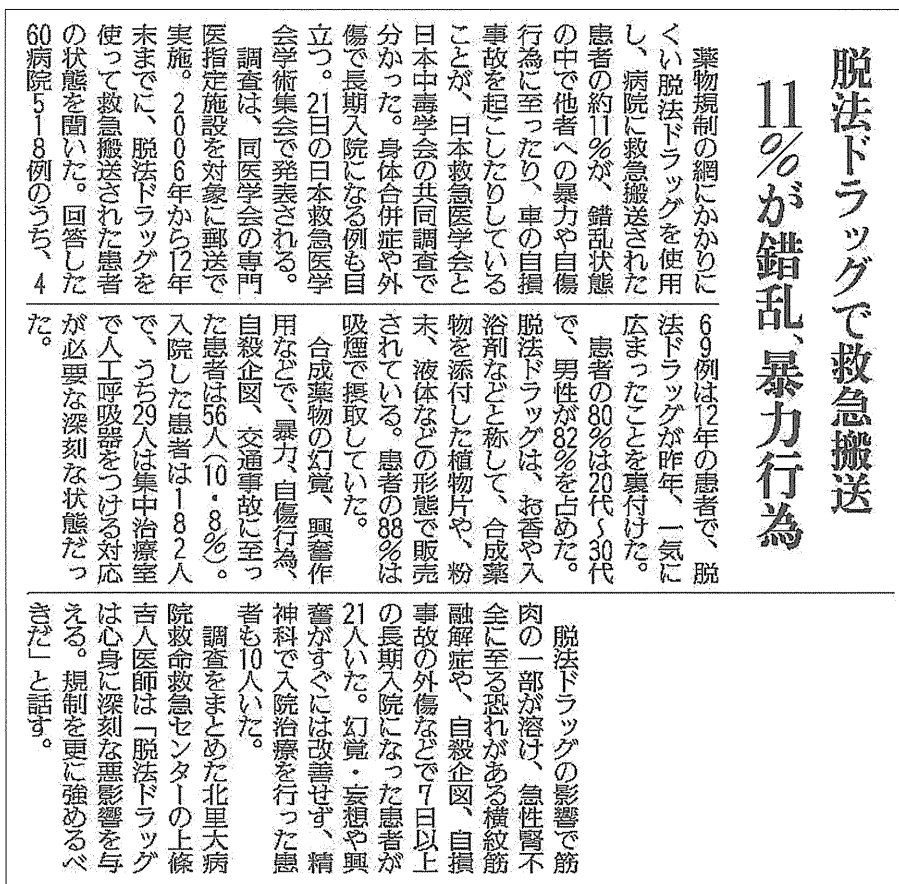 脱法ドラッグで救急搬送
11%が錯乱、暴力行為
薬物規制の網にかかりに
くい脱法ドラッグを使用
し、病院に救急搬送された
患者の約11%が、錯乱状態
の中で他者への暴力や自傷
行為に至ったり、車の自損
事故を起こしたりしている
ことが、日本救急医学会と
日本中毒学会の共同調査で
分かった。身体合併症や外
傷で長期入院になる例も目
立つ。21日の日本救急医学
会学術集会で発表される。
調査は、同医学会の専門
医指定施設を対象に郵送で
実施。2006年から12年
末までに、脱法ドラッグを
使って救急搬送された患者
の状態を聞いた。回答した
60病院518例のうち、4
69例は12年の患者で、脱
法ドラッグが昨年、一気に
広まったことを裏付けた。
患者の80%は20代〜30代
で、男性が82%を占めた。
脱法ドラッグは、お香や入
浴剤などと称して、合成薬
物を添付した植物片や、粉
末、液体などの形態で販売
されている。患者の88%は
吸煙で摂取していた。
合成薬物の幻覚、興奮作
用などで、暴力、自傷行為、
自殺企図、交通事故に至っ
た患者は56人(10・8%)。
入院した患者は182人
で、うち29人は集中治療室
で人工呼吸器をつける対応
が必要な深刻な状態だっ
た。
脱法ドラッグの影響で筋
肉の一部が溶け、急性腎不
全に至る恐れがある横紋筋
融解症や、自殺企図、自損
事故の外傷などで7日以上
の長期入院になった患者が
21人いた。幻覚・妄想や興
奮がすぐには改善せず、精
神科で入院治療を行った患
者も10人いた。
調査をまとめた北里大病
院救命救急センターの上條
吉人医師は「脱法ドラッグ
は心身に深刻な悪影響を与
える。規制を更に強めるべ
きだ」と話す。